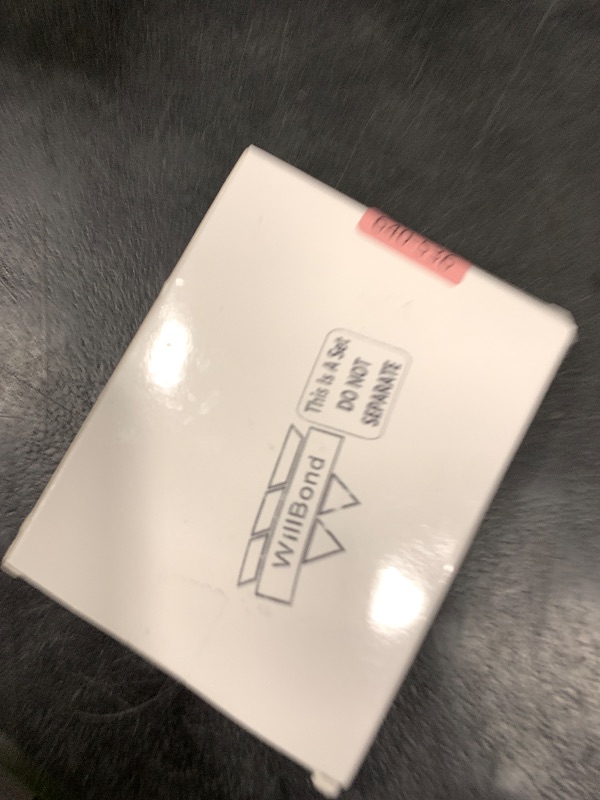 This Is A Set
DO NOT
SEPARATE
WillBond